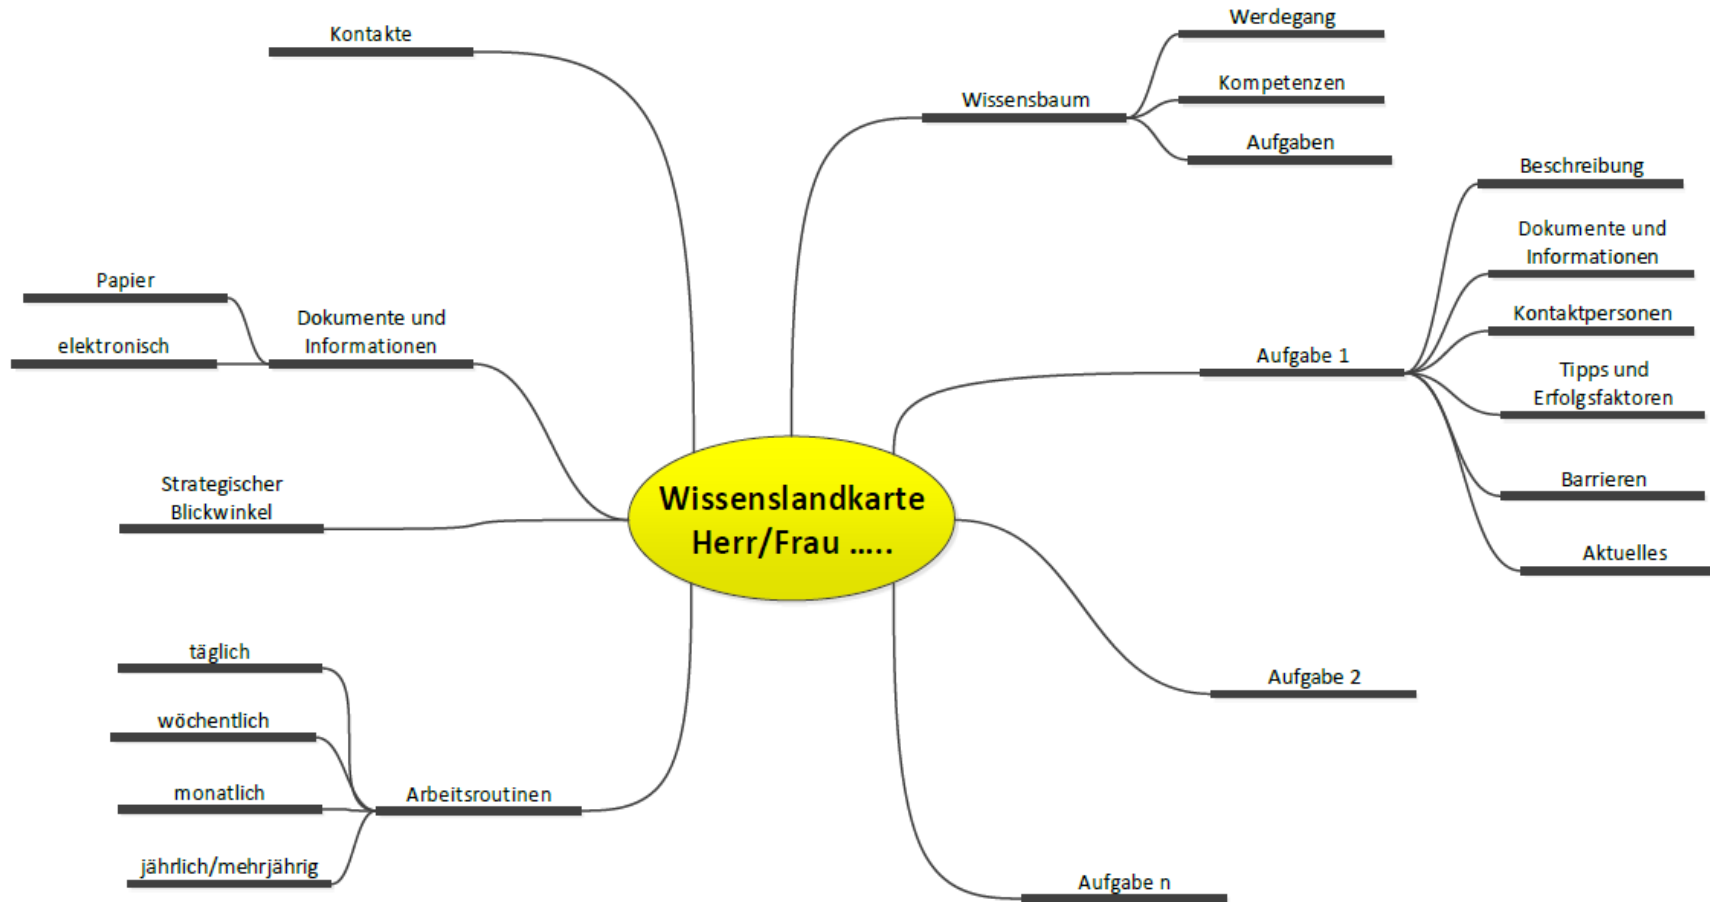 Wissenslandkarte
Herr/Frau .....
Wissensbaum
Werdegang
Kompetenzen
Aufgaben
Aufgabe 1
Beschreibung
Dokumente und
Informationen
Kontaktpersonen
Tipps und
Erfolgsfaktoren
Barrieren
Aktuelles
Aufgabe 2
Aufgabe n
Kontakte
Dokumente und
Informationen
Papier
elektronisch
Strategischer
Blickwinkel
Arbeitsroutinen
täglich
wöchentlich
monatlich
jährlich/mehrjährig